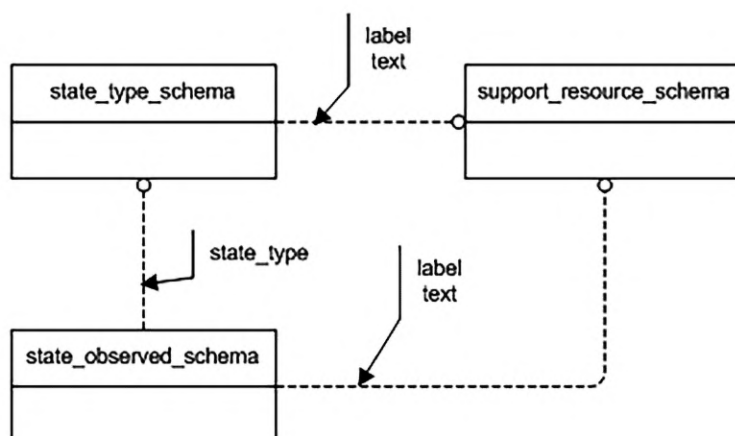 label
text
state_type_schema
support_resource_schema
state_type
label
text
state_observed_schema